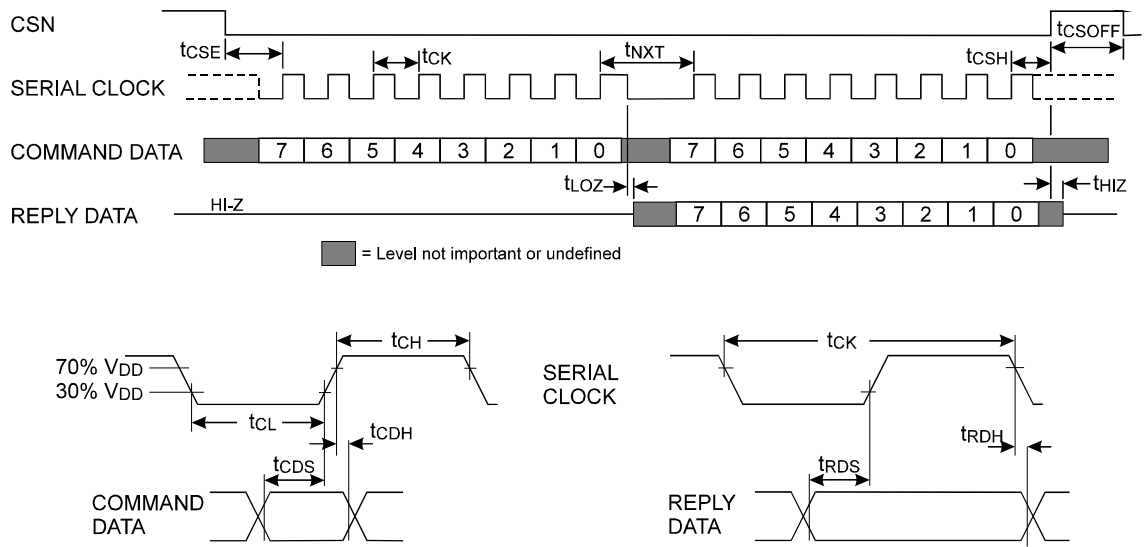 CSN
tCSE
tCK
tNXT
tCSH
tCSOFF
SERIAL CLOCK
COMMAND DATA
7 6 5 4 3 2 1 0 7 6 5 4 3 2 1 0
tLOZ
tHIZ
REPLY DATA
HI-Z
7 6 5 4 3 2 1 0
= Level not important or undefined
tCH
70% VDD
30% VDD
tCL
tCDH
tCDS
COMMAND
DATA
SERIAL
CLOCK
tCK
tRDH
tRDS
REPLY
DATA